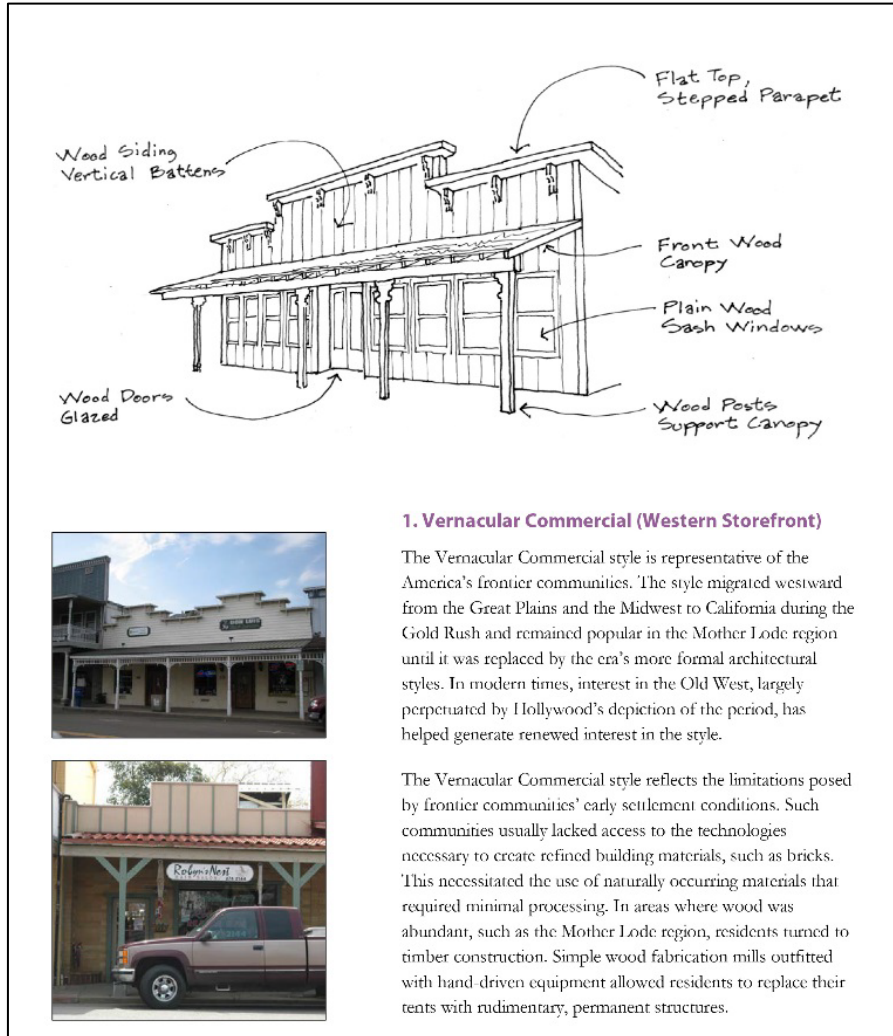 Flat Top,
Stepped Parapet
Wood Siding
Vertical Battens
Front Wood
Canopy
Plain Wood
Sash Windows
Wood Doors
Glazed
Wood Posts
Support Canopy
1. Vernacular Commercial (Western Storefront)
The Vernacular Commercial style is representative of the
America's frontier communities. The style migrated westward
from the Great Plains and the Midwest to California during the
Gold Rush and remained popular in the Mother Lode region
until it was replaced by the era's more formal architectural
styles. In modern times, interest in the Old West, largely
perpetuated by Hollywood's depiction of the period, has
helped generate renewed interest in the style.
The Vernacular Commercial style reflects the limitations posed
by frontier communities' early settlement conditions. Such
communities usually lacked access to the technologies
necessary to create refined building materials, such as bricks.
This necessitated the use of naturally occurring materials that
required minimal processing. In areas where wood was
abundant, such as the Mother Lode region, residents turned to
timber construction. Simple wood fabrication mills outfitted
with hand-driven equipment allowed residents to replace their
tents with rudimentary, permanent structures.
Robyn's Nest